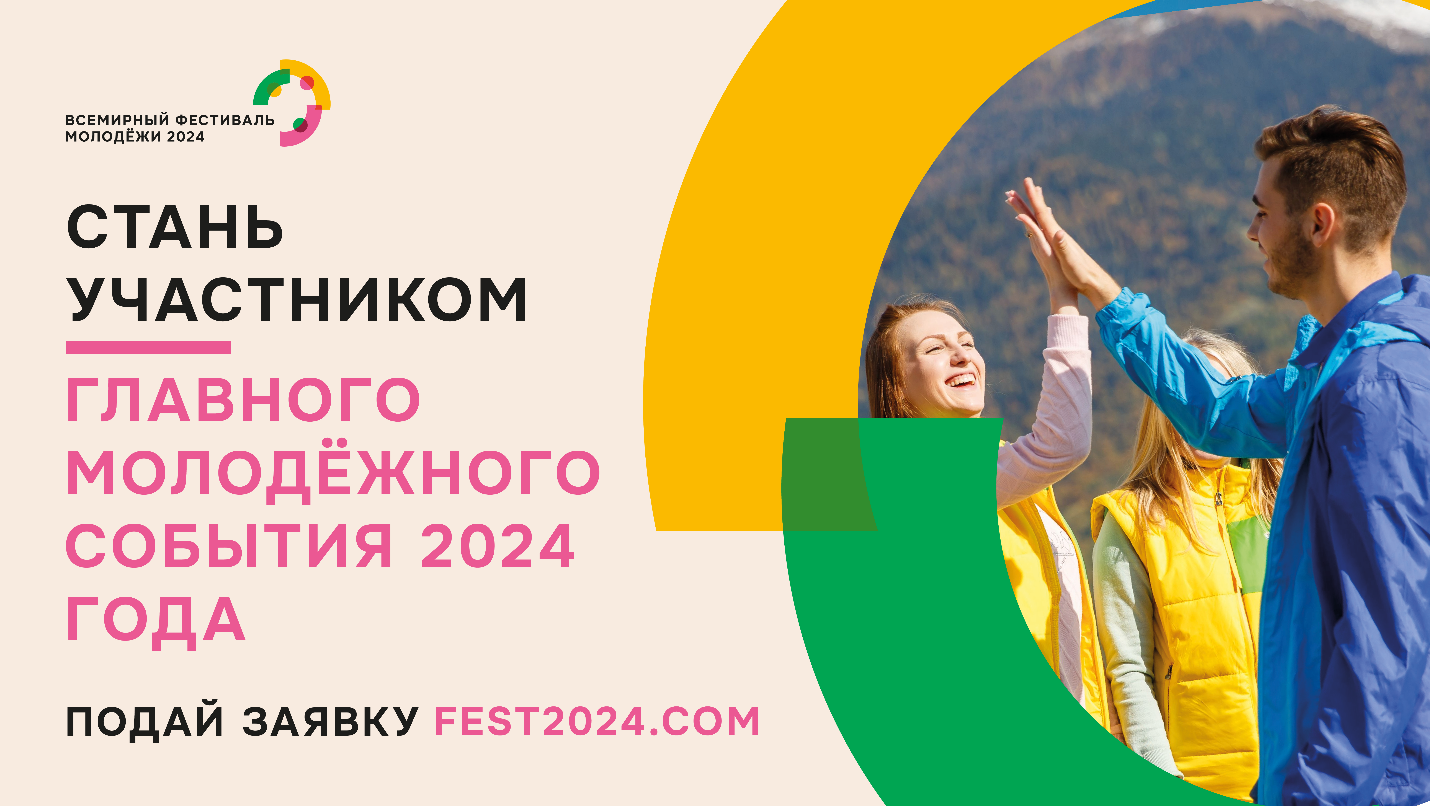 ВСЕМИРНЫЙ ФЕСТИВАЛЬ
МОЛОДЁЖИ 2024
СТАНЬ
УЧАСТНИКОМ
ГЛАВНОГО
МОЛОДЁЖНОГО
СОБЫТИЯ 2024
ГОДА
ПОДАЙ ЗАЯВКУ FEST2024.COM